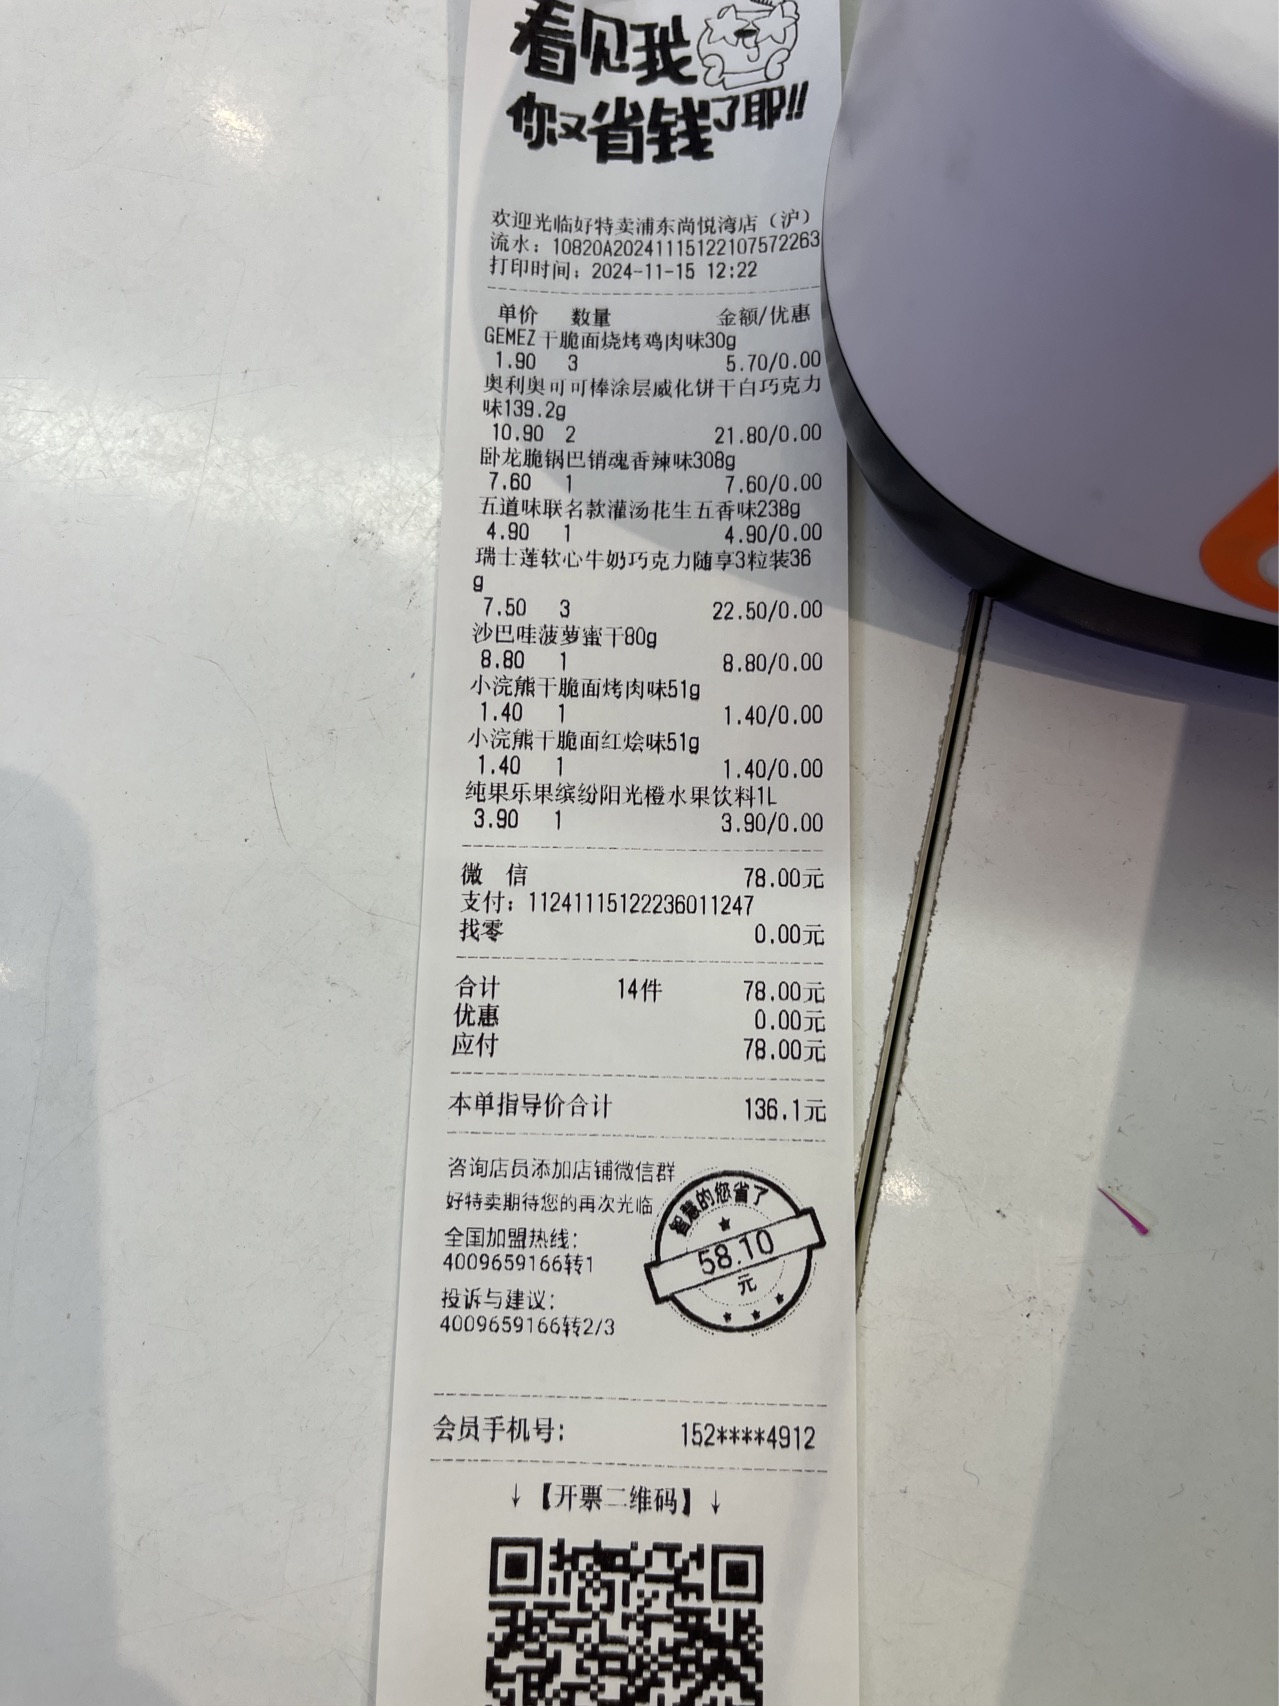 看见我
你又省钱了耶!!
欢迎光临好特卖浦东尚悦湾店（沪）
流水：10820A20241115122107572263
打印时间：2024-11-15 12:22
单价 数量 金额/优惠
GEMEZ干脆面烧烤鸡肉味30g
1.90 3 5.70/0.00
奥利奥可可棒涂层威化饼干白巧克力
味139.2g
10.90 2 21.80/0.00
卧龙脆锅巴销魂香辣味308g
7.60 1 7.60/0.00
五道味联名款灌汤花生五香味238g
4.90 1 4.90/0.00
瑞士莲软心牛奶巧克力随享3粒装36
g
7.50 3 22.50/0.00
沙巴哇菠萝蜜干80g
8.80 1 8.80/0.00
小浣熊干脆面烤肉味51g
1.40 1 1.40/0.00
小浣熊干脆面红烩味51g
1.40 1 1.40/0.00
纯果乐果缤纷阳光橙水果饮料1L
3.90 1 3.90/0.00
微 信 78.00元
支付：11241115122236011247
找零 0.00元
合计 14件 78.00元
优惠 0.00元
应付 78.00元
本单指导价合计 136.1元
咨询店员添加店铺微信群
好特卖期待您的再次光临
全国加盟热线：
4009659166转1
投诉与建议：
4009659166转2/3
智慧的您省了
58.10
元
会员手机号： 152****4912
↓【开票二维码】↓